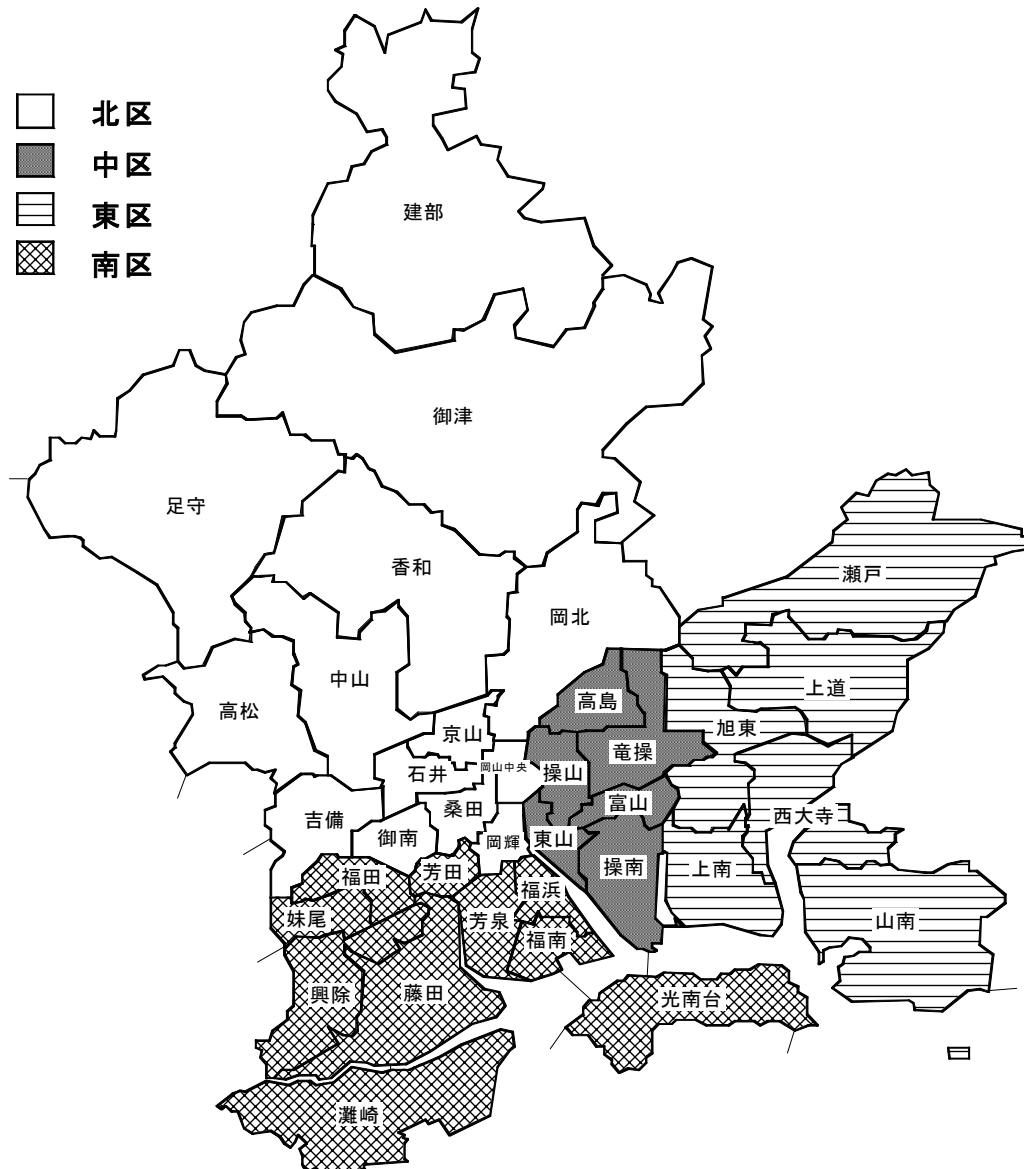 北区
中区
東区
南区
建部
御津
足守
香和
瀬戸
岡北
中山
上道
高島
高松
旭東
京山
竜操
岡山中央
操山
石井
富山
桑田
西大寺
吉備
御南
岡輝
東山
操南
上南
芳田
福田
福浜
妹尾
芳泉
山南
福南
興除
藤田
光南台
灘崎